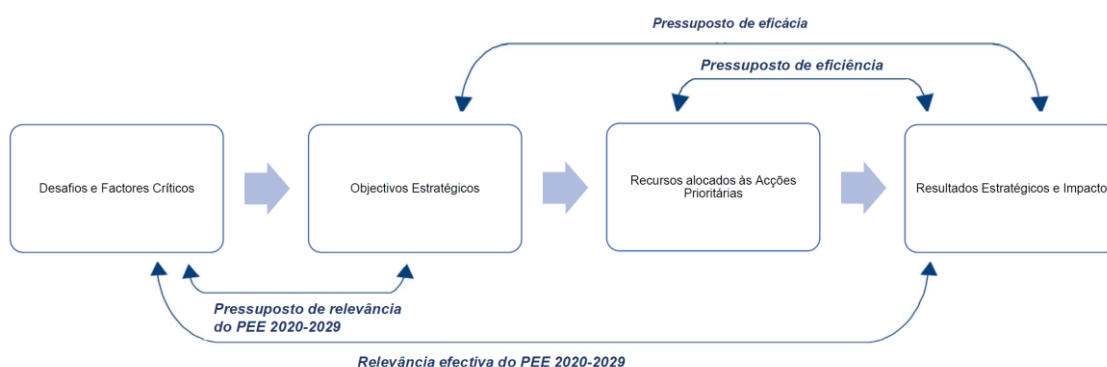 Pressuposto de eficácia
Pressuposto de eficiência
Desafios e Factores Críticos
Objectivos Estratégicos
Recursos alocados às Acções
Prioritárias
Resultados Estratégicos e Impacto
Pressuposto de relevância
do PEE 2020-2029
Relevância efectiva do PEE 2020-2029